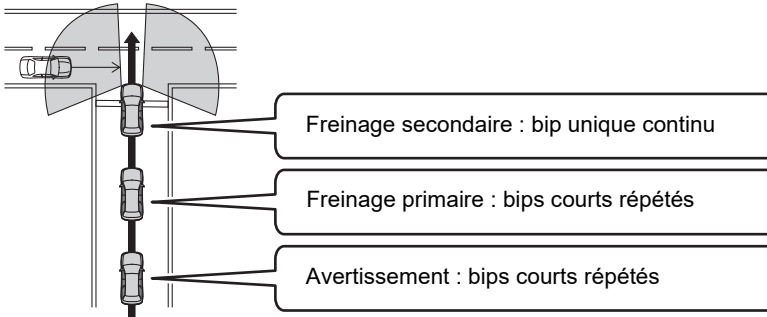 Freinage secondaire : bip unique continu
Freinage primaire : bips courts répétés
Avertissement : bips courts répétés